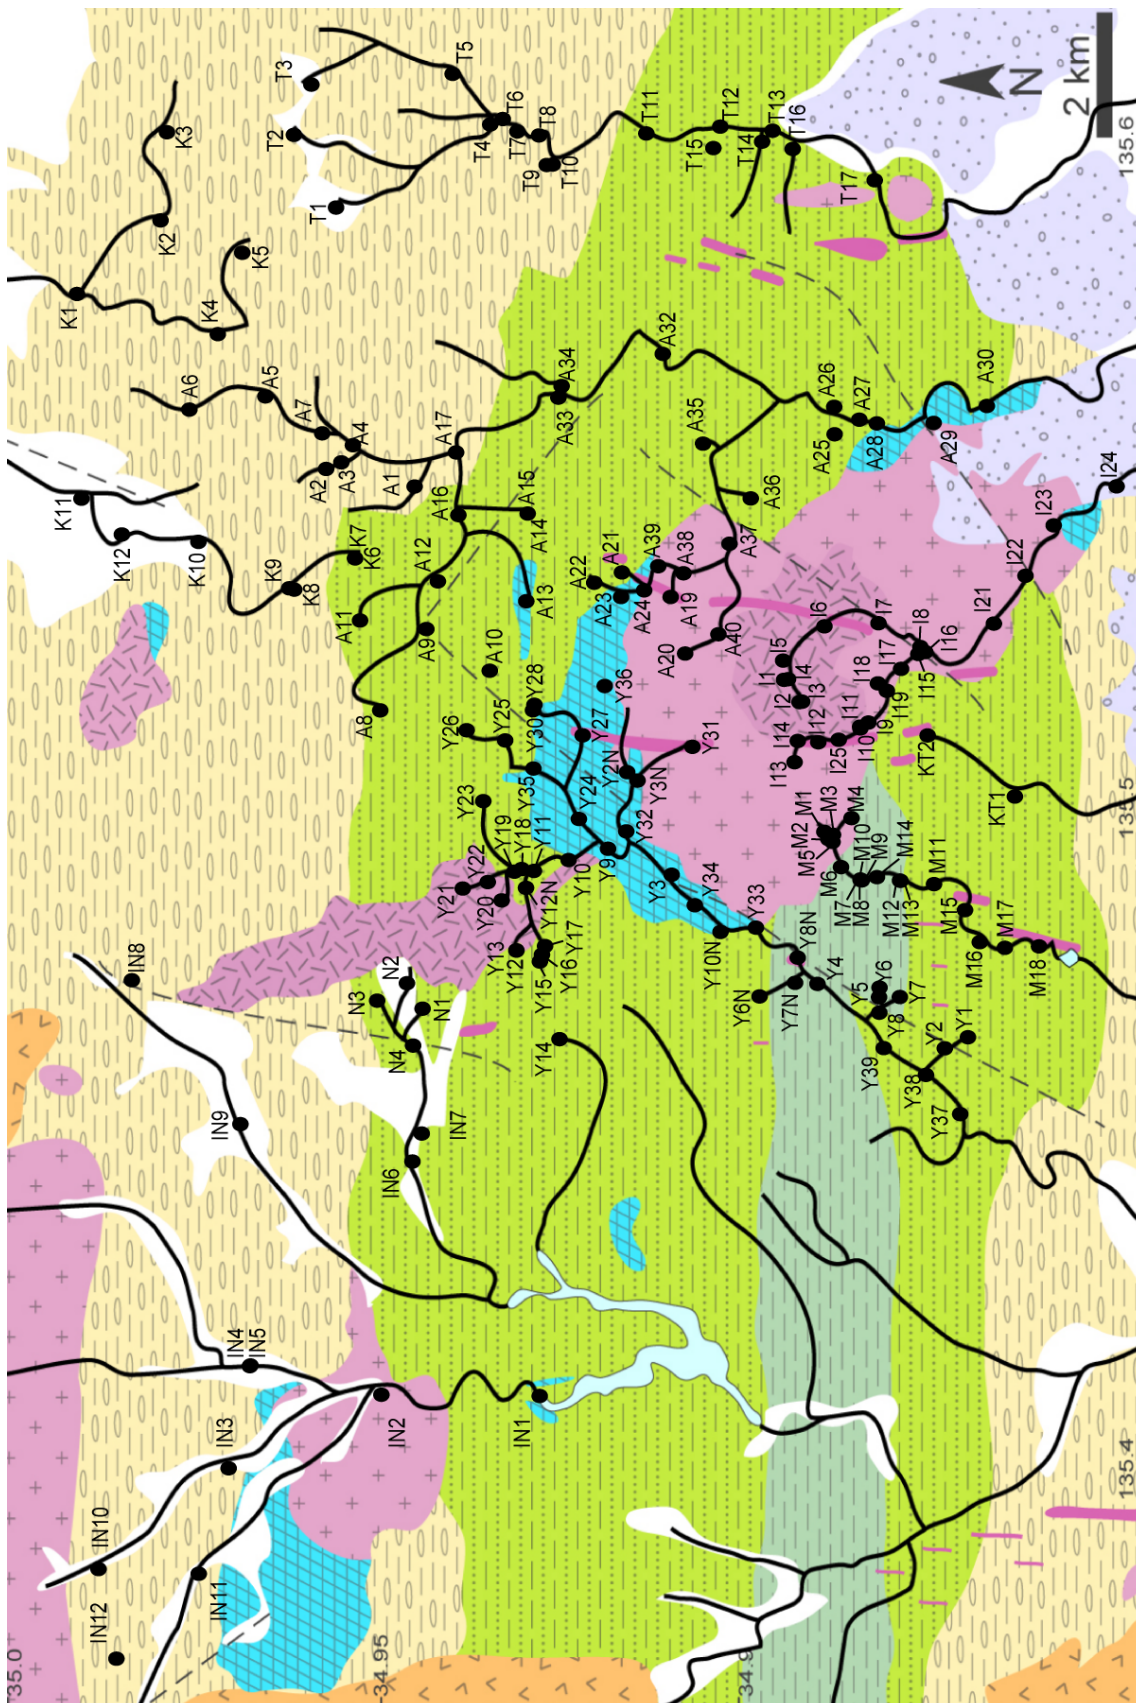 K1
K2
K3
K4
K5
T3
T2
T1
T5
T4
T6
T7
T8
T9
T10
T11
T12
T15
T14
T13
T16
T17
N
2 km
135.6
K11
K12
K10
K9
K8
K7
K6
A6
A5
A7
A4
A2
A3
A1
A17
A16
A15
A14
A12
A11
A13
A9
A10
A8
A34
A33
A32
A35
A36
A37
A26
A25
A27
A28
A29
A30
A22
A21
A23
A39
A24
A38
A19
A20
A40
I24
I23
I22
I21
I5
I6
I1
I4
I2
I3
I7
I8
I16
I17
I15
I18
I19
I14
I12
I11
I9
I10
I13
I25
KT2
KT1
135.5
Y28
Y25
Y26
Y30
Y27
Y36
Y35
Y24
Y2N
Y3N
Y31
Y23
Y19
Y18
Y11
Y22
Y21
Y20
Y10
Y9
Y32
Y12N
Y13
Y12
Y17
Y16
Y15
Y14
Y3
Y34
Y33
Y10N
Y8N
Y6N
Y7N
Y4
Y5
Y6
Y8
Y7
Y39
Y2
Y1
Y38
Y37
M1
M2
M3
M4
M5
M6
M10
M9
M7
M8
M14
M12
M13
M11
M15
M16
M17
M18
IN8
N2
N3
N1
N4
IN9
IN7
IN6
IN4
IN5
IN3
IN2
IN1
IN10
IN11
IN12
35.0
34.95
34.9
135.4